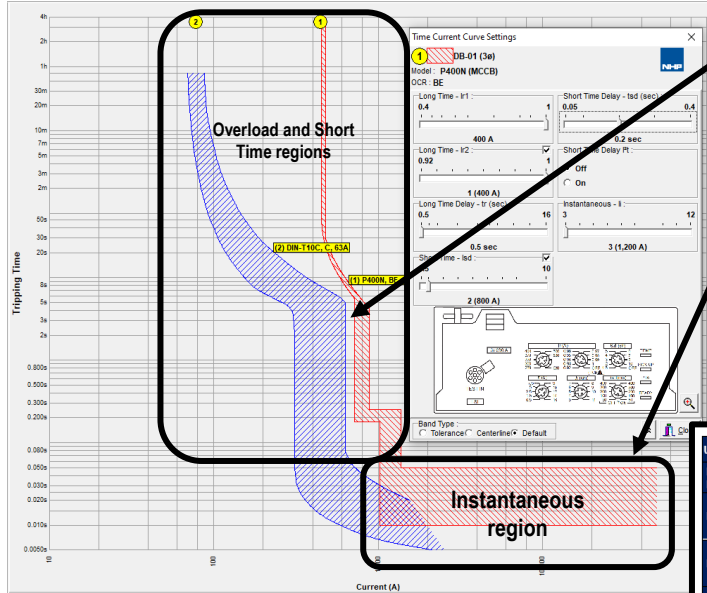 2
1
4h
2h
1h
30m
20m
10m
7m
5m
3m
2m
50s
30s
20s
8s
5s
3s
2s
0.800s
0.500s
0.300s
0.200s
0.080s
0.050s
0.030s
0.020s
0.010s
0.0050s
Tripping Time
10
100
1000
10000
Current (A)
Overload and Short
Time regions
(2) DIN-T10C, C, 63A
(1) P400N, BE
Instantaneous
region
Time Current Curve Settings
1 DB-01 (3ø)
NHP
Model : P400N (MCCB)
OCR : BE
Long Time - Ir1
0.4 1
400 A
Short Time Delay - tsd (sec) :
0.05 0.4
0.2 sec
Long Time - Ir2 :
0.92 1
1 (400 A)
Short Time Delay I²t :
Off
On
Long Time Delay - tr (sec)
0.5 16
0.5 sec
Instantaneous - Ii :
3 12
3 (1,200 A)
Short Time - Isd :
10
2 (800 A)
Band Type :
Tolerance Centerline Default